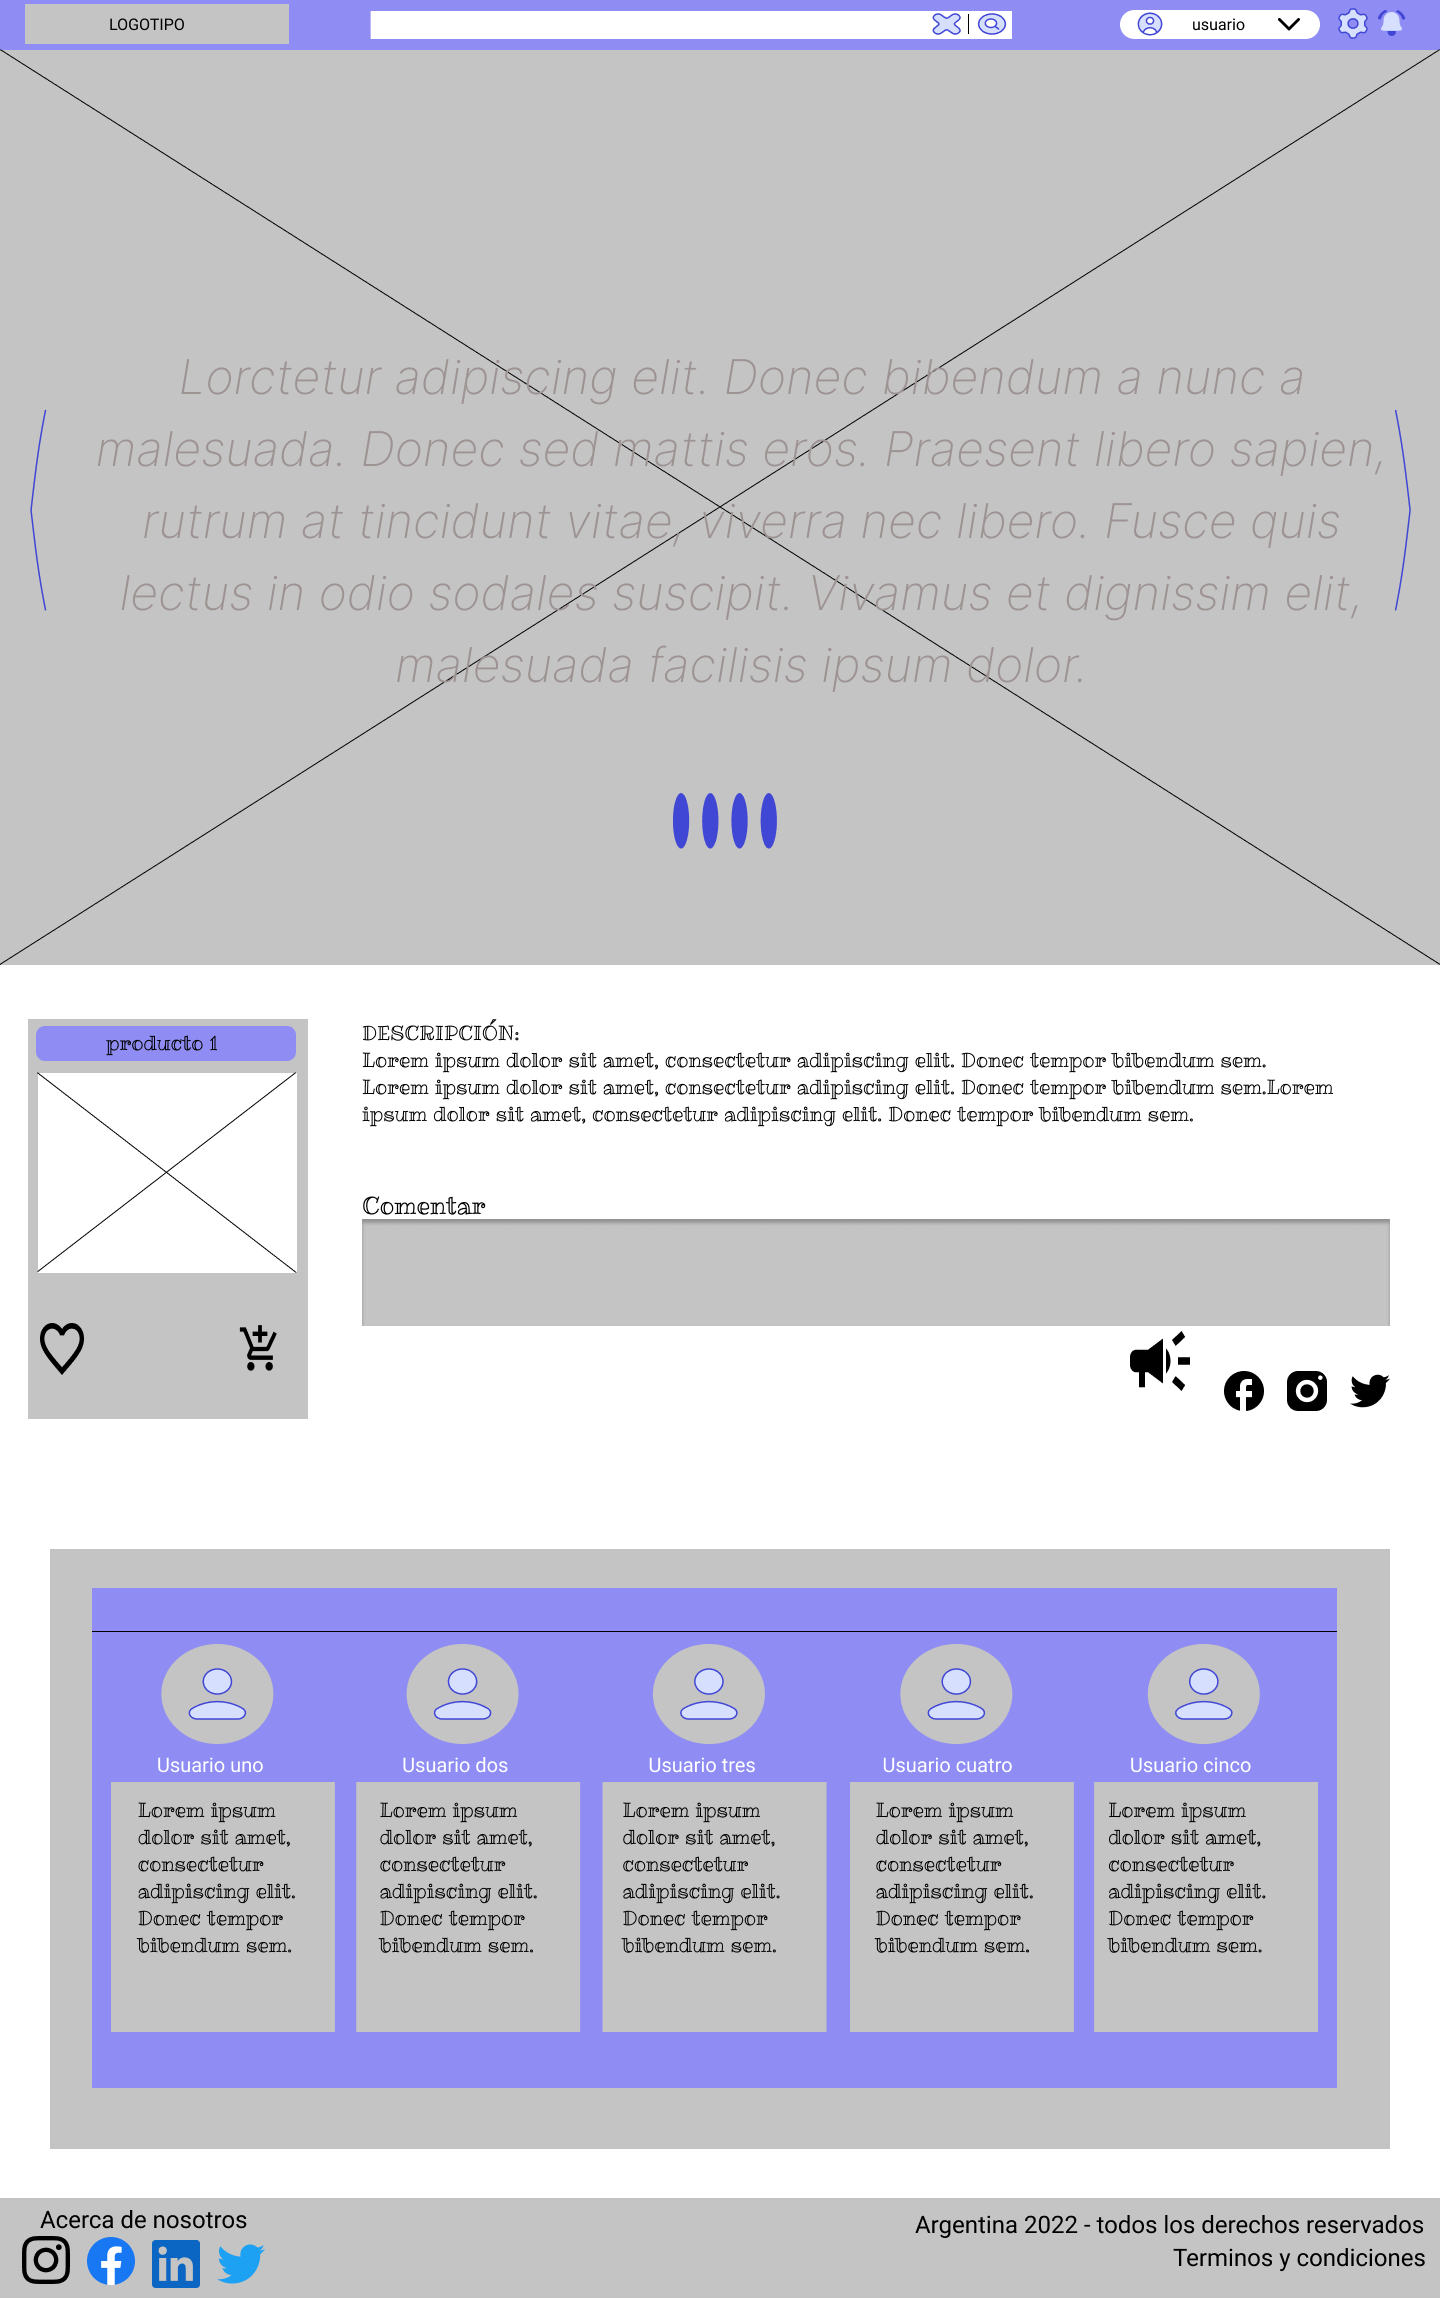 LOGOTIPO
usuario
Lorctetur adipiscing elit. Donec bibendum a nunc a
malesuada. Donec sed mattis eros. Praesent libero sapien,
rutrum at tincidunt vitae, viverra nec libero. Fusce quis
lectus in odio sodales suscipit. Vivamus et dignissim elit,
malesuada facilisis ipsum dolor.
producto 1
DESCRIPCIÓN:
Lorem ipsum dolor sit amet, consectetur adipiscing elit. Donec tempor bibendum sem.
Lorem ipsum dolor sit amet, consectetur adipiscing elit. Donec tempor bibendum sem.Lorem
ipsum dolor sit amet, consectetur adipiscing elit. Donec tempor bibendum sem.
Comentar
Usuario uno
Lorem ipsum
dolor sit amet,
consectetur
adipiscing elit.
Donec tempor
bibendum sem.
Usuario dos
Lorem ipsum
dolor sit amet,
consectetur
adipiscing elit.
Donec tempor
bibendum sem.
Usuario tres
Lorem ipsum
dolor sit amet,
consectetur
adipiscing elit.
Donec tempor
bibendum sem.
Usuario cuatro
Lorem ipsum
dolor sit amet,
consectetur
adipiscing elit.
Donec tempor
bibendum sem.
Usuario cinco
Lorem ipsum
dolor sit amet,
consectetur
adipiscing elit.
Donec tempor
bibendum sem.
Acerca de nosotros
Argentina 2022 - todos los derechos reservados
Terminos y condiciones